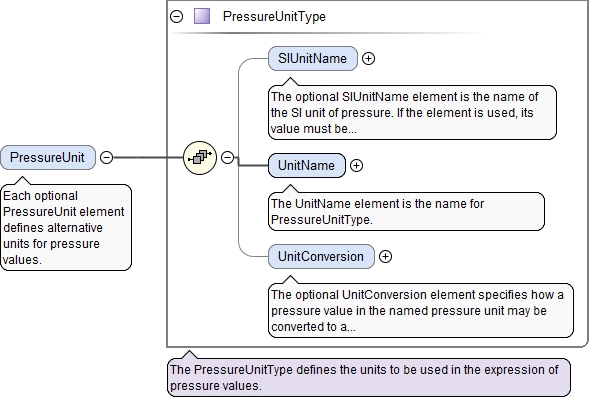 PressureUnitType
SIUnitName
The optional SIUnitName element is the name of
the SI unit of pressure. If the element is used, its
value must be...
PressureUnit
Each optional
PressureUnit element
defines alternative
units for pressure
values.
UnitName
The UnitName element is the name for
PressureUnitType.
UnitConversion
The optional UnitConversion element specifies how a
pressure value in the named pressure unit may be
converted to a...
The PressureUnitType defines the units to be used in the expression of
pressure values.